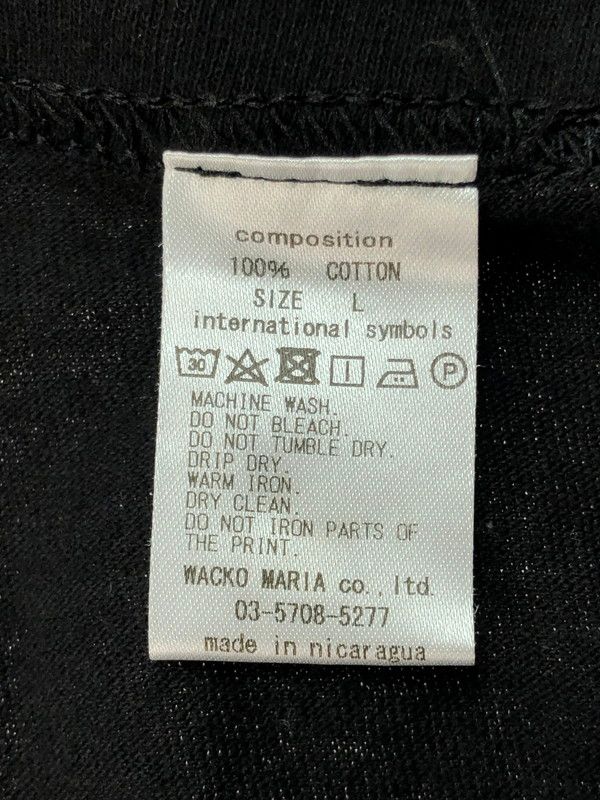 composition
100% COTTON
SIZE L
international symbols
30 P
MACHINE WASH.
DO NOT BLEACH.
DO NOT TUMBLE DRY.
DRIP DRY.
WARM IRON.
DRY CLEAN.
DO NOT IRON PARTS OF
THE PRINT.
WACKO MARIA co., ltd.
03-5708-5277
made in nicaragua